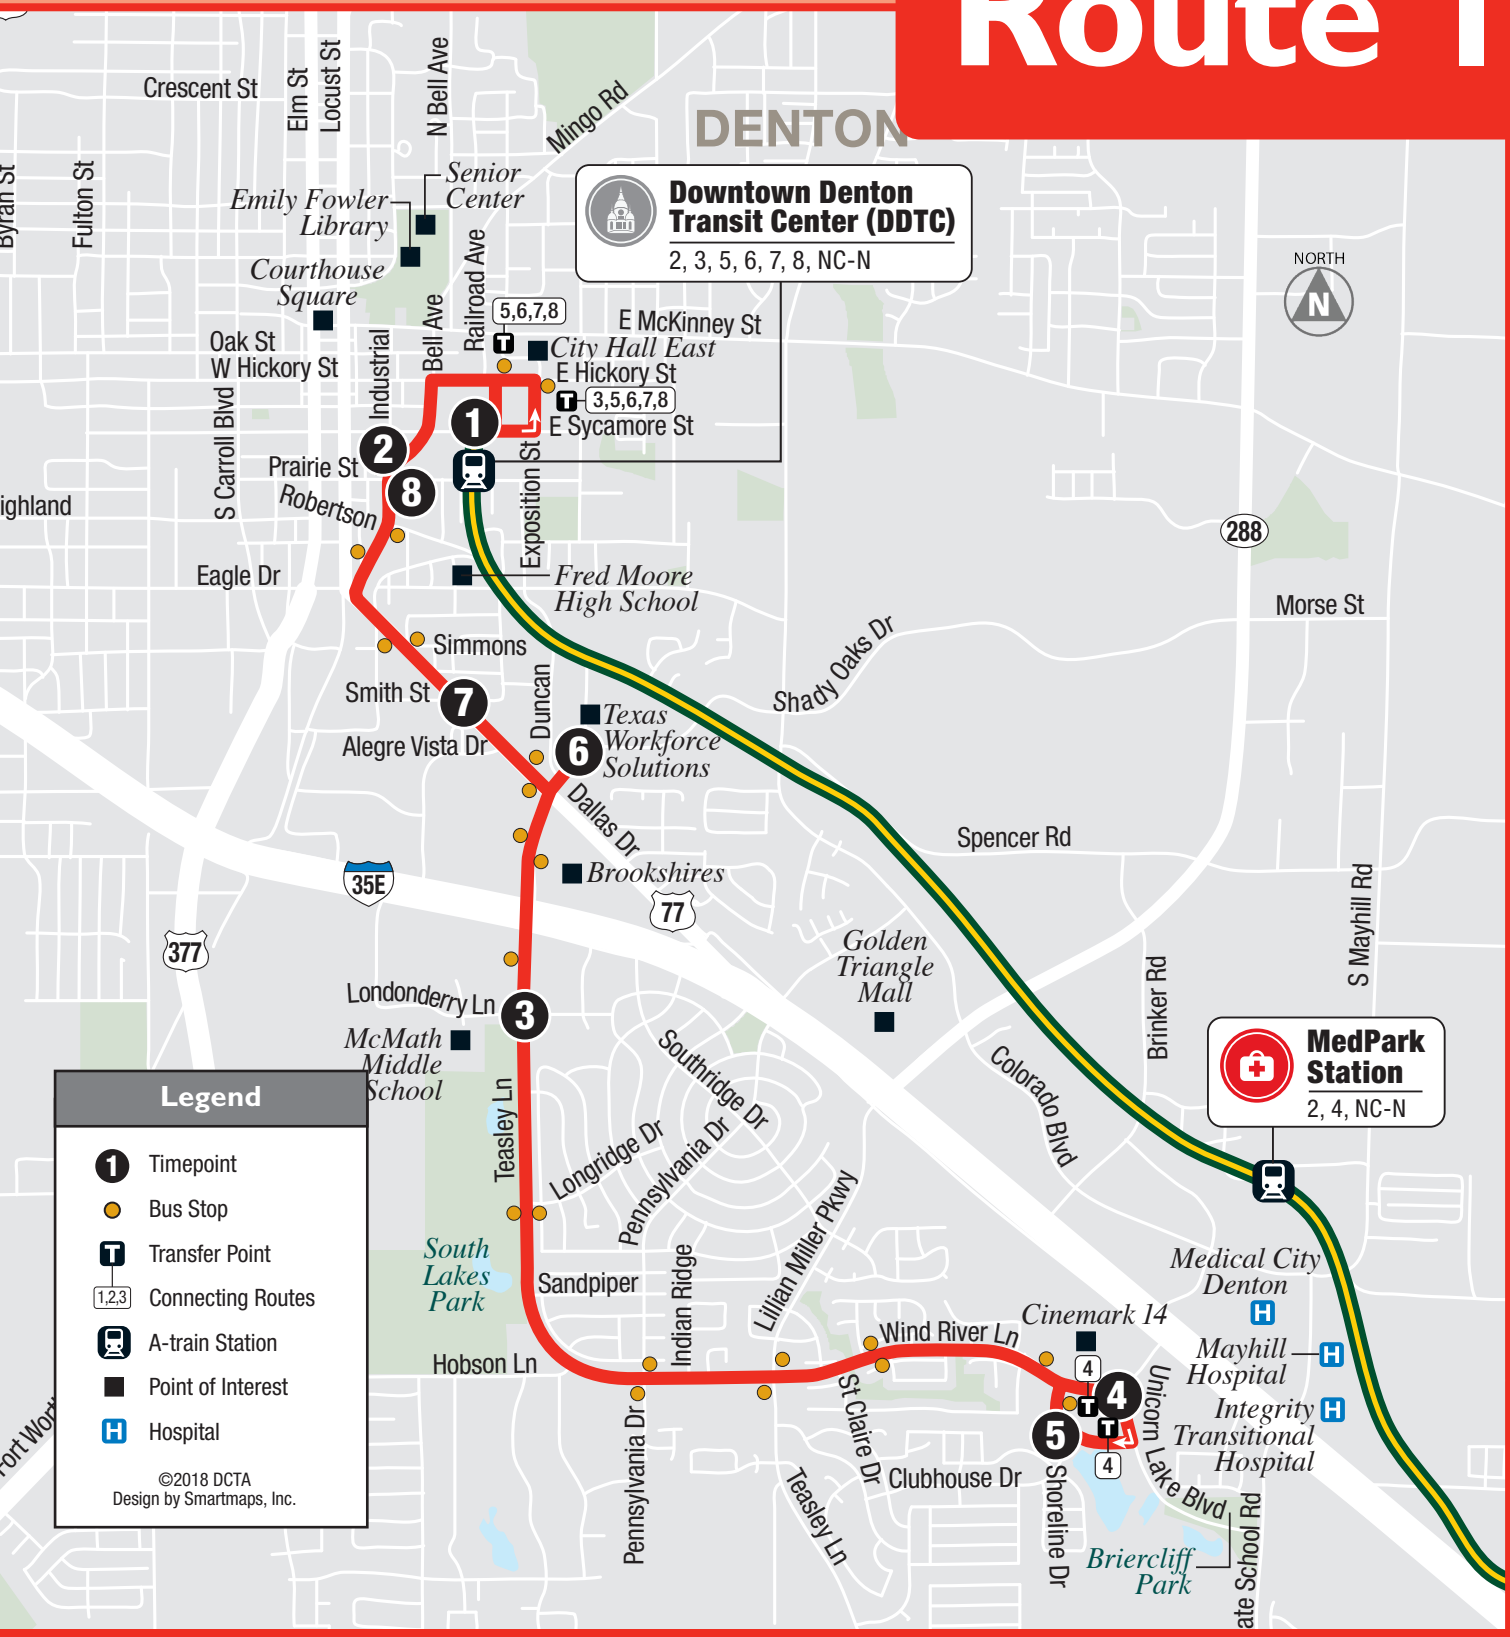 Route 1
DENTON
Crescent St
Elm St
Locust St
N Bell Ave
Mingo Rd
Fulton St
Senior
Center
Emily Fowler
Library
Courthouse
Square
Downtown Denton
Transit Center (DDTC)
2, 3, 5, 6, 7, 8, NC-N
NORTH
N
Railroad Ave
Bell Ave
Industrial
5,6,7,8
T
E McKinney St
City Hall East
Oak St
W Hickory St
E Hickory St
T
3,5,6,7,8
E Sycamore St
S Carroll Blvd
1
2
8
Prairie St
Robertson
Exposition St
ighland
288
Eagle Dr
Fred Moore
High School
Morse St
Simmons
Shady Oaks Dr
Smith St
7
Duncan
Texas
Workforce
Solutions
6
Alegre Vista Dr
Dallas Dr
Spencer Rd
Brookshires
35E
77
377
Golden
Triangle
Mall
S Mayhill Rd
Brinker Rd
Londonderry Ln
3
McMath
Middle
School
Southridge Dr
Colorado Blvd
MedPark
Station
2, 4, NC-N
Teasley Ln
Longridge Dr
Pennsylvania Dr
Lillian Miller Pkwy
South
Lakes
Park
Sandpiper
Indian Ridge
Hobson Ln
Medical City
Denton
H
Cinemark 14
Wind River Ln
Mayhill
Hospital
H
4
T
4
Integrity
Transitional
Hospital
H
5
T
4
Unicorn Lake Blvd
St Claire Dr
Pennsylvania Dr
Clubhouse Dr
Teasley Ln
Shoreline Dr
Briercliff
Park
ate School Rd
Legend
1 Timepoint
Bus Stop
T Transfer Point
1,2,3 Connecting Routes
A-train Station
Point of Interest
H Hospital
©2018 DCTA
Design by Smartmaps, Inc.